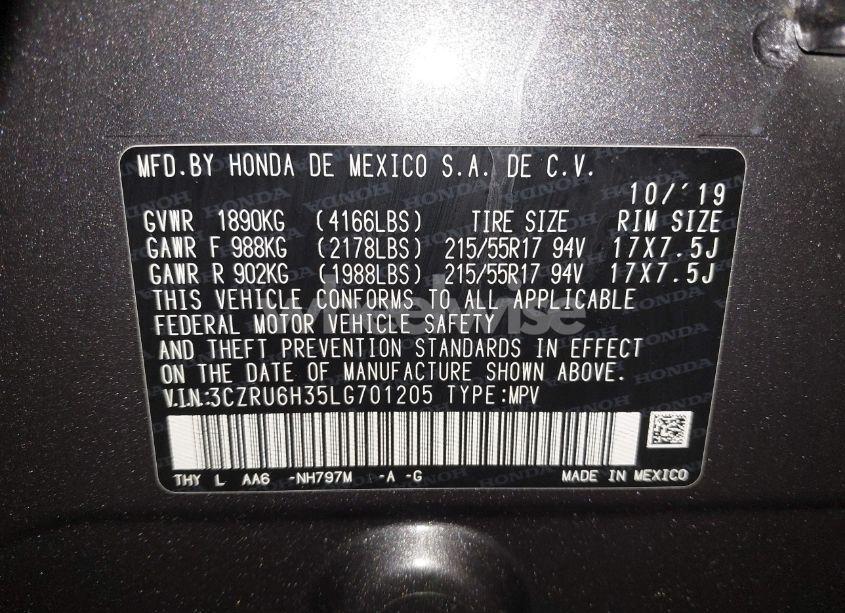 MFD.BY HONDA DE MEXICO S.A. DE C.V.
10/'19
GVWR 1890KG (4166LBS) TIRE SIZE RIM SIZE
GAWR F 988KG (2178LBS) 215/55R17 94V 17X7.5J
GAWR R 902KG (1988LBS) 215/55R17 94V 17X7.5J
THIS VEHICLE CONFORMS TO ALL APPLICABLE
FEDERAL MOTOR VEHICLE SAFETY
AND THEFT PREVENTION STANDARDS IN EFFECT
ON THE DATE OF MANUFACTURE SHOWN ABOVE.
V.I.N:3CZRU6H35LG701205 TYPE:MPV
THY L AA6 -NH797M -A -G MADE IN MEXICO
wheelwise